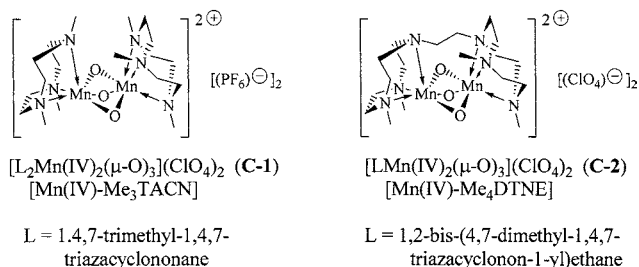 2⊕
N N N Mn O O O Mn N N N [(PF₆)⊖]₂
[L₂Mn(IV)₂(μ-O)₃](ClO₄)₂ (C-1)
[Mn(IV)-Me₃TACN]
L = 1.4,7-trimethyl-1,4,7-
triazacyclononane
2⊕
N N N Mn O O O Mn N N N [(ClO₄)⊖]₂
[LMn(IV)₂(μ-O)₃](ClO₄)₂ (C-2)
[Mn(IV)-Me₄DTNE]
L = 1,2-bis-(4,7-dimethyl-1,4,7-
triazacyclonon-1-yl)ethane